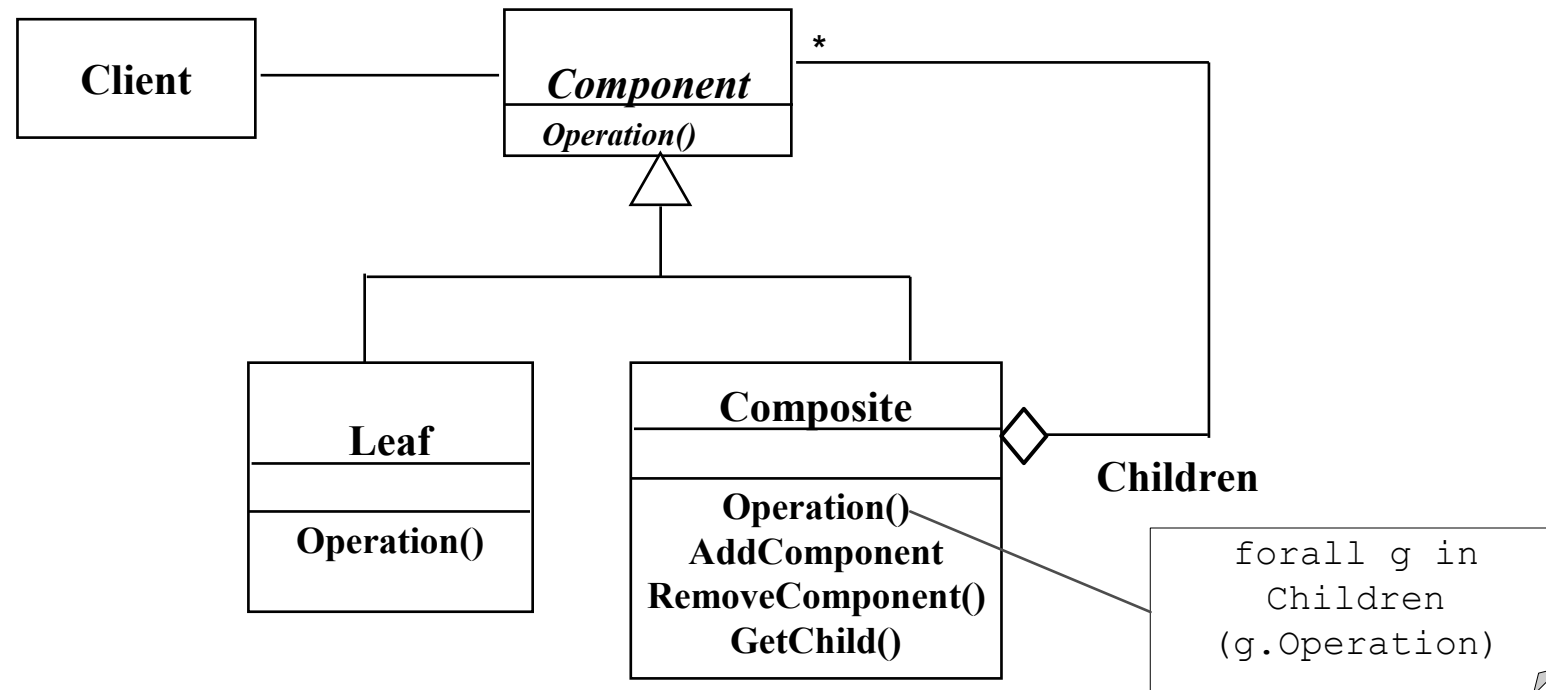 Client
Component
Operation()
*
Leaf
Operation()
Composite
Operation()
AddComponent
RemoveComponent()
GetChild()
Children
forall g in
Children
(g.Operation)